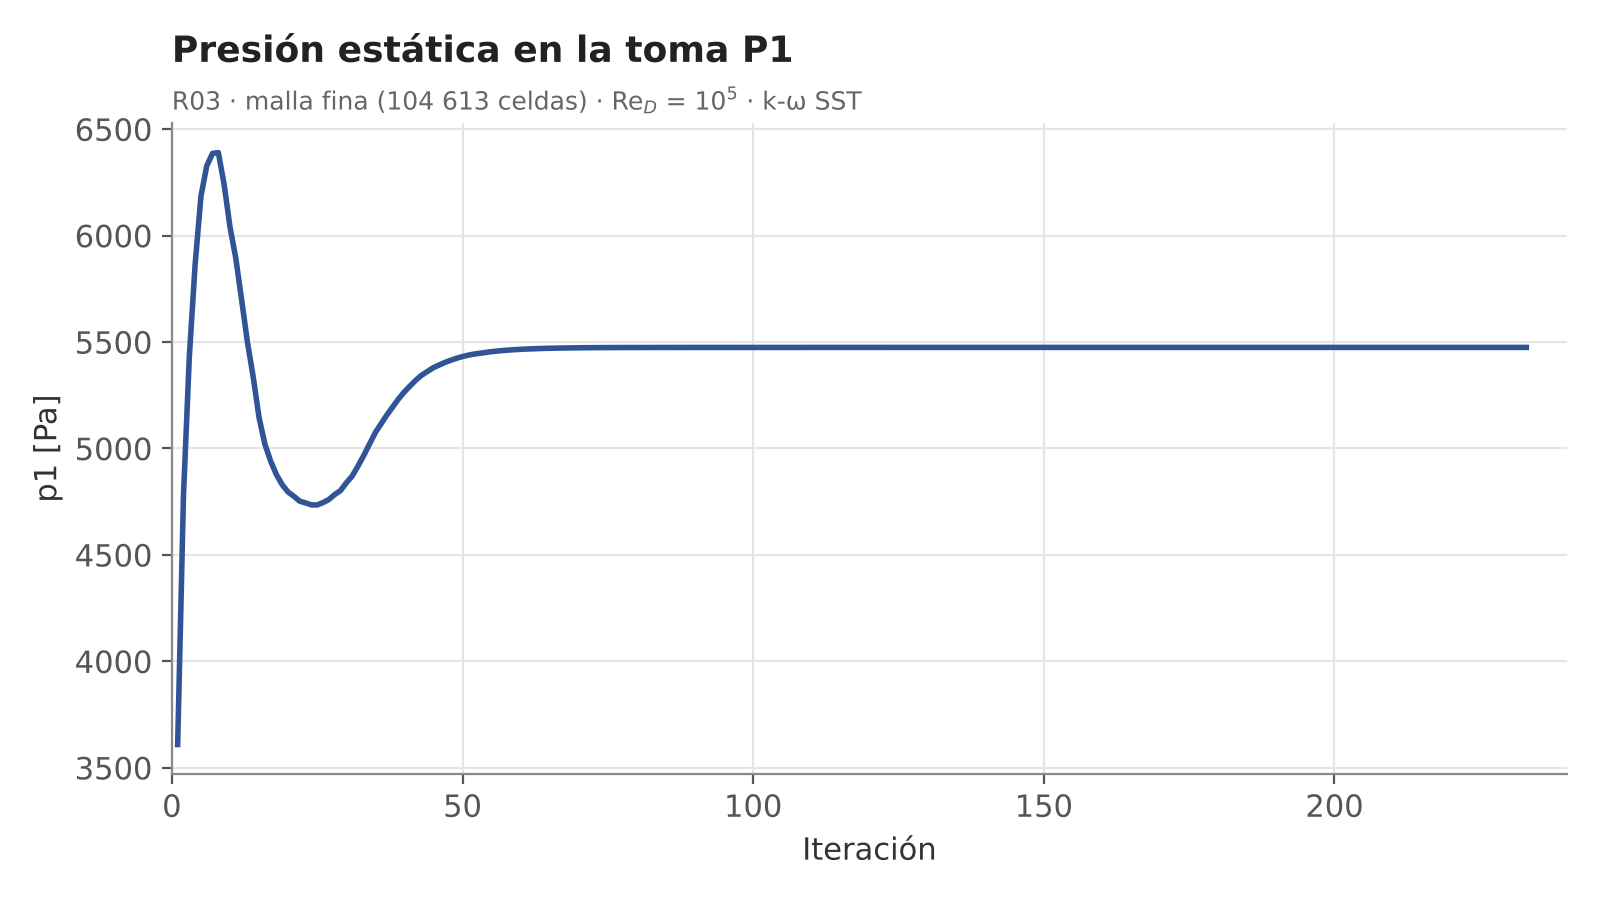 Presión estática en la toma P1
R03 · malla fina (104 613 celdas) · Re_D = 10^5 · k-ω SST
6500
6000
5500
5000
4500
4000
3500
p1 [Pa]
0 50 100 150 200
Iteración